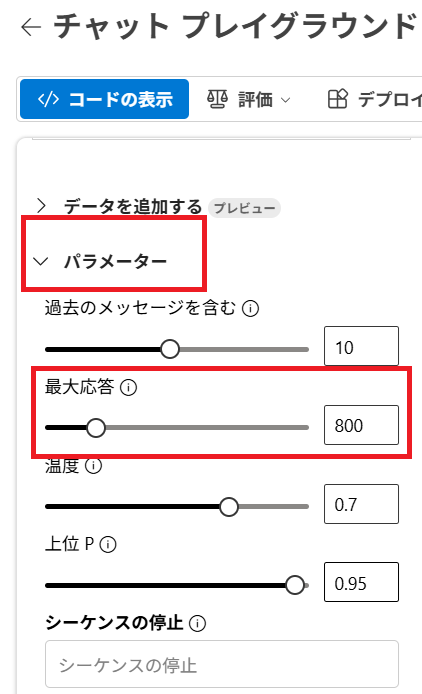 チャット プレイグラウンド
コードの表示 評価 デプロイ
データを追加する プレビュー
パラメーター
過去のメッセージを含む
10
最大応答
800
温度
0.7
上位 P
0.95
シーケンスの停止
シーケンスの停止